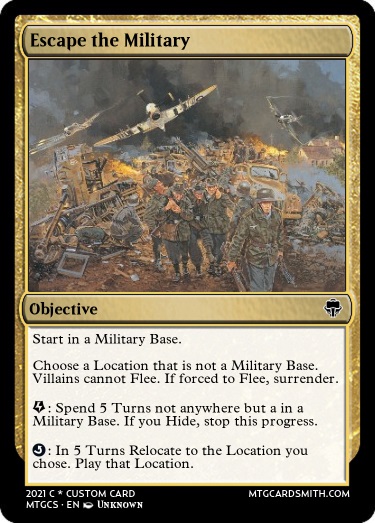 Escape the Military
Objective
Start in a Military Base.
Choose a Location that is not a Military Base.
Villains cannot Flee. If forced to Flee, surrender.
: Spend 5 Turns not anywhere but a in a
Military Base. If you Hide, stop this progress.
: In 5 Turns Relocate to the Location you
chose. Play that Location.
2021 C * CUSTOM CARD
MTGCS · EN Unknown
MTGCARDSMITH.COM